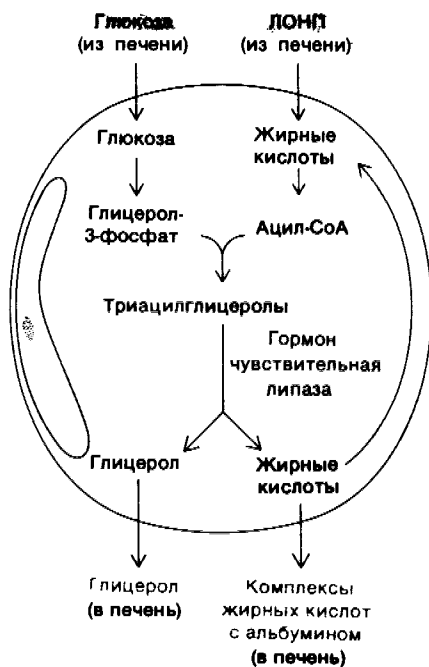 Глюкоза
(из печени)
ЛОНП
(из печени)
Глюкоза
Жирные
кислоты
Глицерол-
3-фосфат
Ацил-СоА
Триацилглицеролы
Гормон
чувствительная
липаза
Глицерол
Жирные
кислоты
Глицерол
(в печень)
Комплексы
жирных кислот
с альбумином
(в печень)